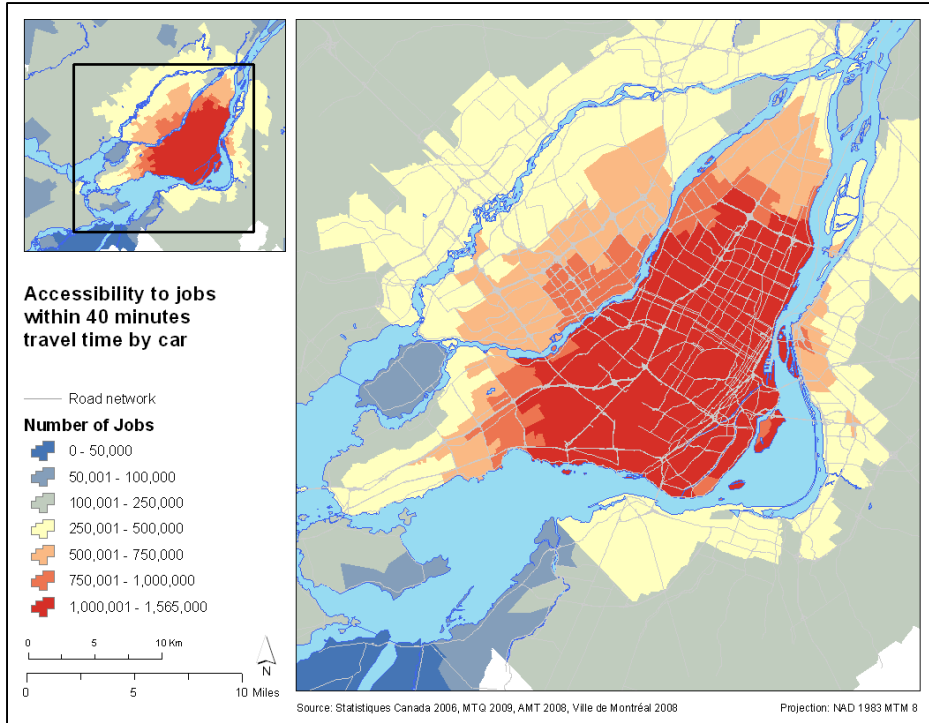 Accessibility to jobs
within 40 minutes
travel time by car
Road network
Number of Jobs
0 - 50,000
50,001 - 100,000
100,001 - 250,000
250,001 - 500,000
500,001 - 750,000
750,001 - 1,000,000
1,000,001 - 1,565,000
0 5 10 Km
N
0 5 10 Miles
Source: Statistiques Canada 2006, MTQ 2009, AMT 2008, Ville de Montréal 2008
Projection: NAD 1983 MTM 8